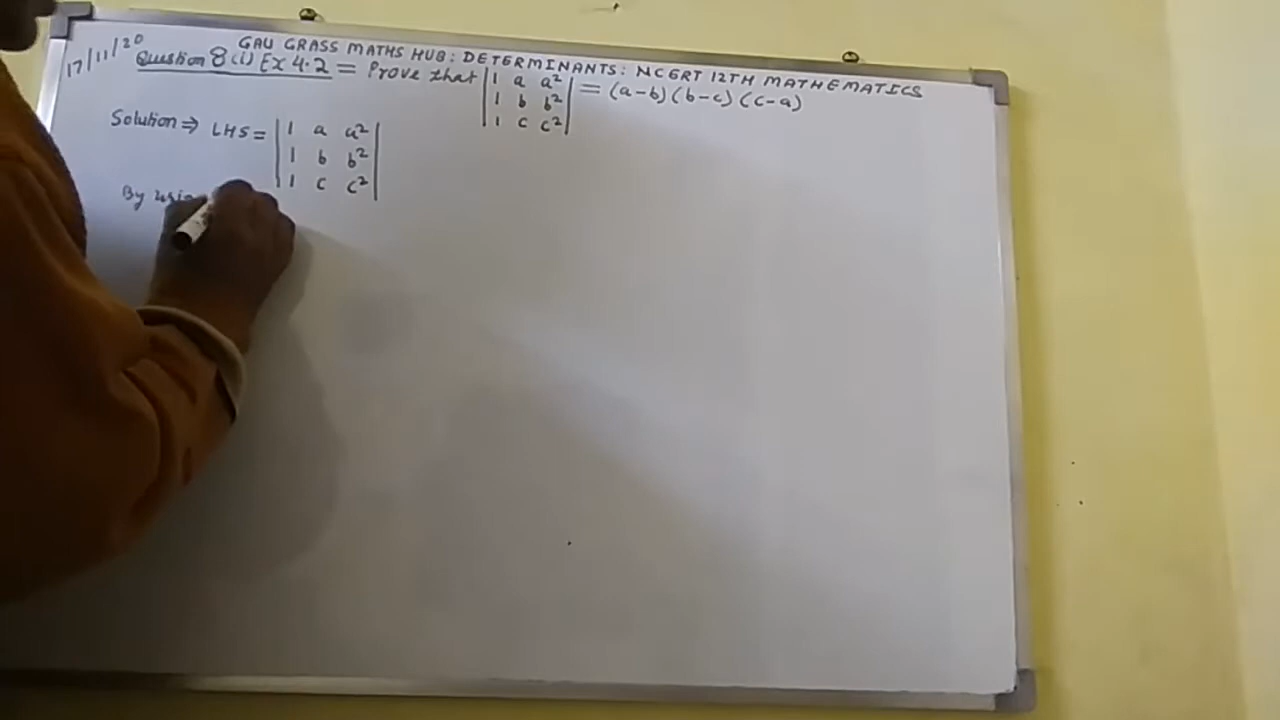 17/11/20
GAU GRASS MATHS HUB: DETERMINANTS: NCERT 12TH MATHEMATICS
Question 8(i) Ex 4.2 = Prove that | 1 a a² | = (a-b)(b-c)(c-a)
| 1 b b² |
| 1 c c² |
Solution ⇒ LHS = | 1 a a² |
| 1 b b² |
| 1 c c² |
By